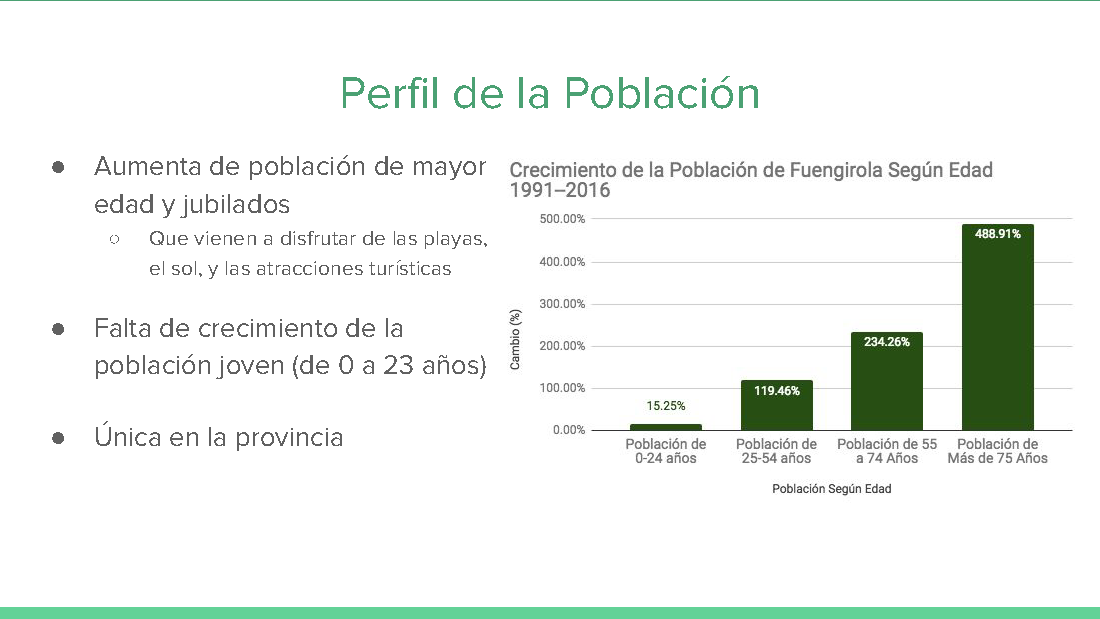 Perfil de la Población
● Aumenta de población de mayor
edad y jubilados
○ Que vienen a disfrutar de las playas,
el sol, y las atracciones turísticas
● Falta de crecimiento de la
población joven (de 0 a 23 años)
● Única en la provincia
Crecimiento de la Población de Fuengirola Según Edad
1991–2016
500.00%
400.00%
300.00%
200.00%
100.00%
0.00%
Cambio (%)
15.25%
119.46%
234.26%
488.91%
Población de
0-24 años
Población de
25-54 años
Población de 55
a 74 Años
Población de
Más de 75 Años
Población Según Edad